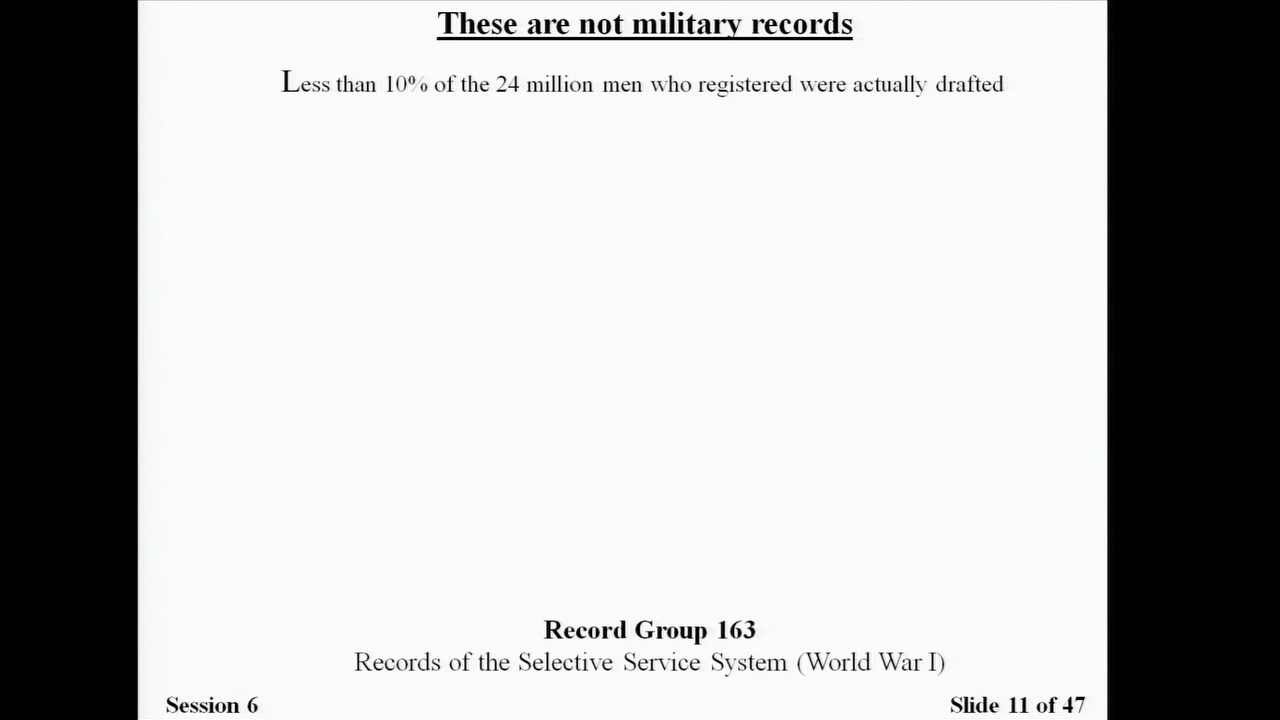 These are not military records
Less than 10% of the 24 million men who registered were actually drafted
Record Group 163
Records of the Selective Service System (World War I)
Session 6
Slide 11 of 47